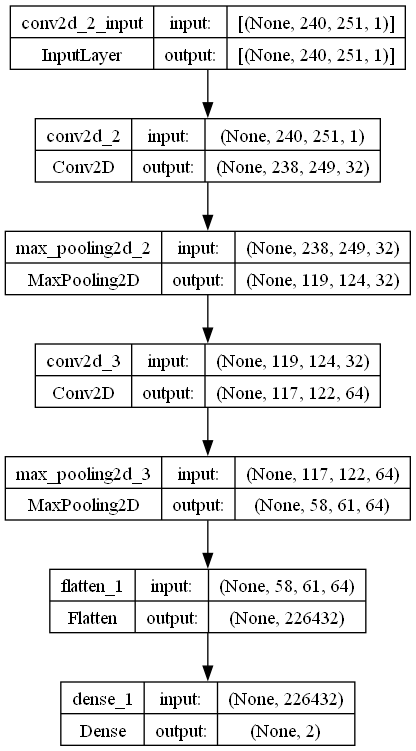 conv2d_2_input input: [(None, 240, 251, 1)]
InputLayer output: [(None, 240, 251, 1)]
conv2d_2 input: (None, 240, 251, 1)
Conv2D output: (None, 238, 249, 32)
max_pooling2d_2 input: (None, 238, 249, 32)
MaxPooling2D output: (None, 119, 124, 32)
conv2d_3 input: (None, 119, 124, 32)
Conv2D output: (None, 117, 122, 64)
max_pooling2d_3 input: (None, 117, 122, 64)
MaxPooling2D output: (None, 58, 61, 64)
flatten_1 input: (None, 58, 61, 64)
Flatten output: (None, 226432)
dense_1 input: (None, 226432)
Dense output: (None, 2)